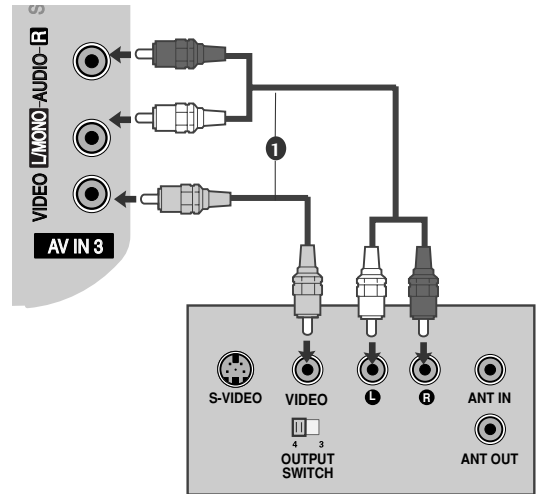 S
VIDEO L/MONO-AUDIO-R
AV IN 3
1
S-VIDEO
VIDEO
L
R
ANT IN
4 3
OUTPUT
SWITCH
ANT OUT